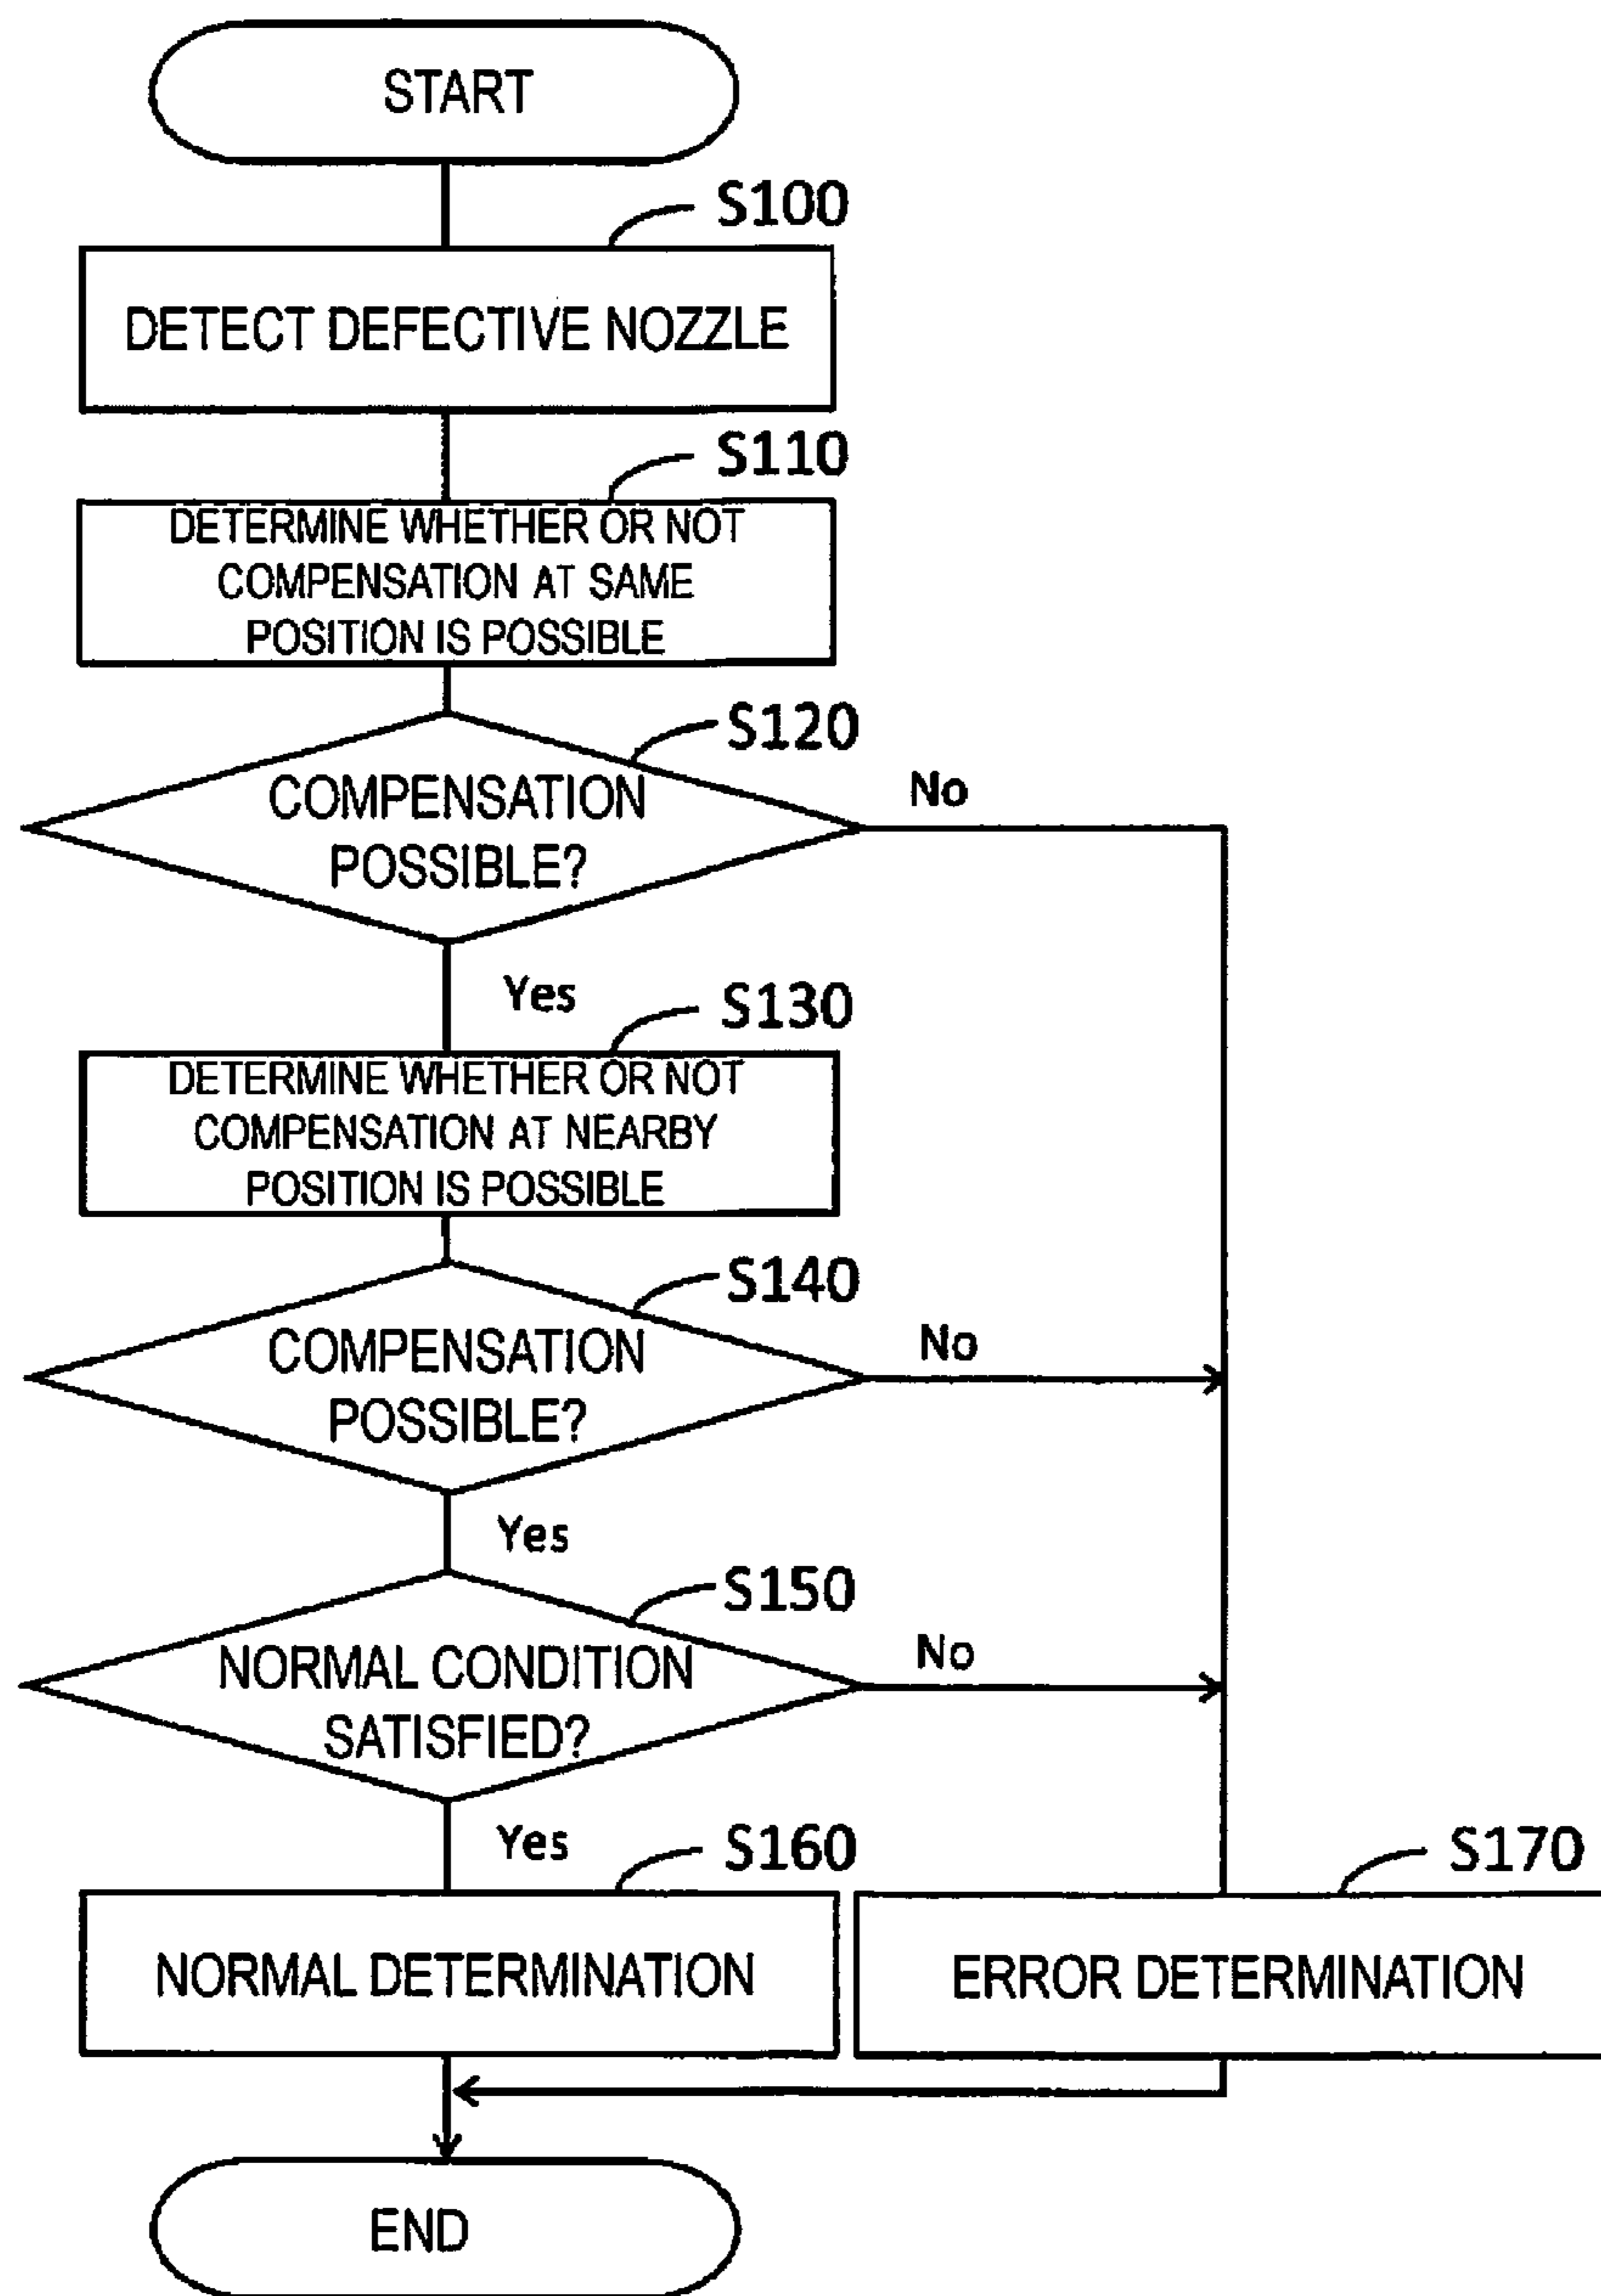 START
S100
DETECT DEFECTIVE NOZZLE
S110
DETERMINE WHETHER OR NOT
COMPENSATION AT SAME
POSITION IS POSSIBLE
S120
COMPENSATION
POSSIBLE?
No
Yes
S130
DETERMINE WHETHER OR NOT
COMPENSATION AT NEARBY
POSITION IS POSSIBLE
S140
COMPENSATION
POSSIBLE?
No
Yes
S150
NORMAL CONDITION
SATISFIED?
No
Yes
S160
S170
NORMAL DETERMINATION
ERROR DETERMINATION
END